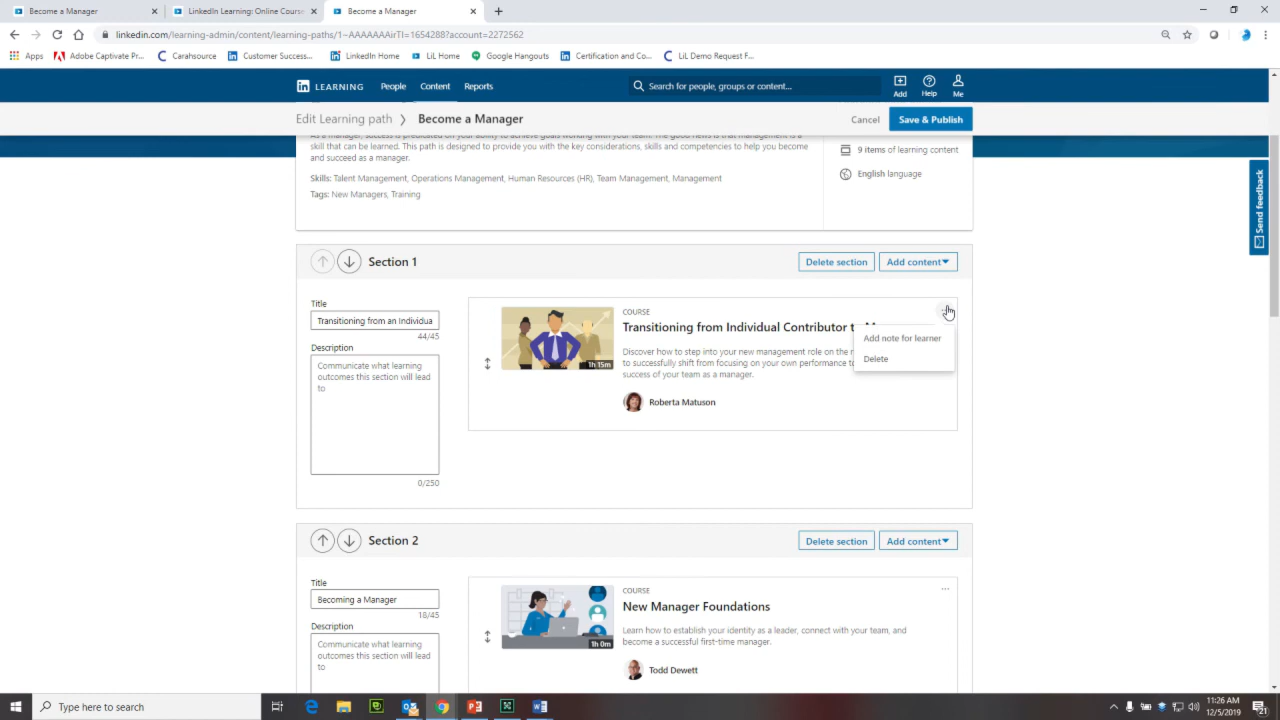 Become a Manager
LinkedIn Learning: Online Course
Become a Manager
linkedin.com/learning-admin/content/learning-paths/1~AAAAAAAirTI=1654288?account=2272562
Apps
Adobe Captivate Pr...
Carahsource
Customer Success...
LinkedIn Home
LiL Home
Google Hangouts
Certification and Co...
LiL Demo Request F...
LEARNING
People
Content
Reports
Search for people, groups or content...
Add
Help
Me
Edit Learning path
Become a Manager
Cancel
Save & Publish
As a manager, success is predicated on your ability to achieve goals working with your team. The good news is that management is a
skill that can be learned. This path is designed to provide you with the key considerations, skills and competencies to help you become
and succeed as a manager.
Skills: Talent Management, Operations Management, Human Resources (HR), Team Management, Management
Tags: New Managers, Training
9 items of learning content
English language
Send feedback
Section 1
Delete section
Add content
Title
Transitioning from an Individua
44/45
Description
Communicate what learning
outcomes this section will lead
to
0/250
1h 15m
COURSE
Transitioning from Individual Contributor
Discover how to step into your new management role on the
to successfully shift from focusing on your own performance
success of your team as a manager.
Roberta Matuson
Add note for learner
Delete
Section 2
Delete section
Add content
Title
Becoming a Manager
18/45
Description
Communicate what learning
outcomes this section will lead
to
1h 0m
COURSE
New Manager Foundations
Learn how to establish your identity as a leader, connect with your team, and
become a successful first-time manager.
Todd Dewett
Type here to search
11:26 AM
12/5/2019
21